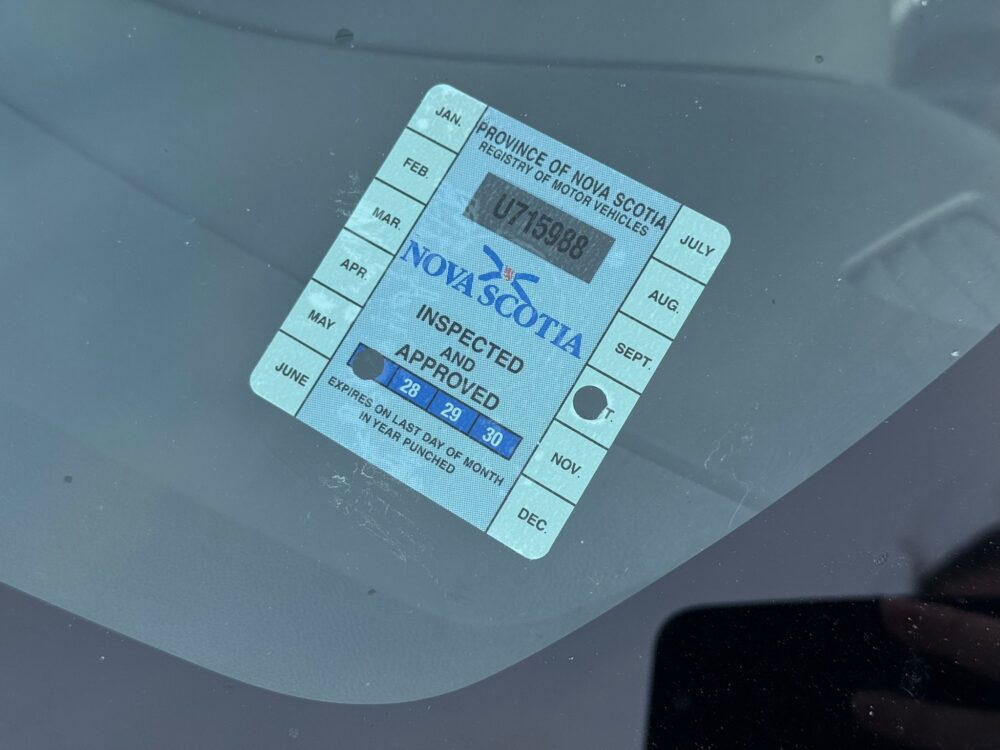 JAN.
FEB.
MAR.
APR.
MAY
JUNE
PROVINCE OF NOVA SCOTIA
REGISTRY OF MOTOR VEHICLES
U715988
NOVA SCOTIA
INSPECTED
AND
APPROVED
28 29 30
EXPIRES ON LAST DAY OF MONTH
IN YEAR PUNCHED
JULY
AUG.
SEPT.
T.
NOV.
DEC.